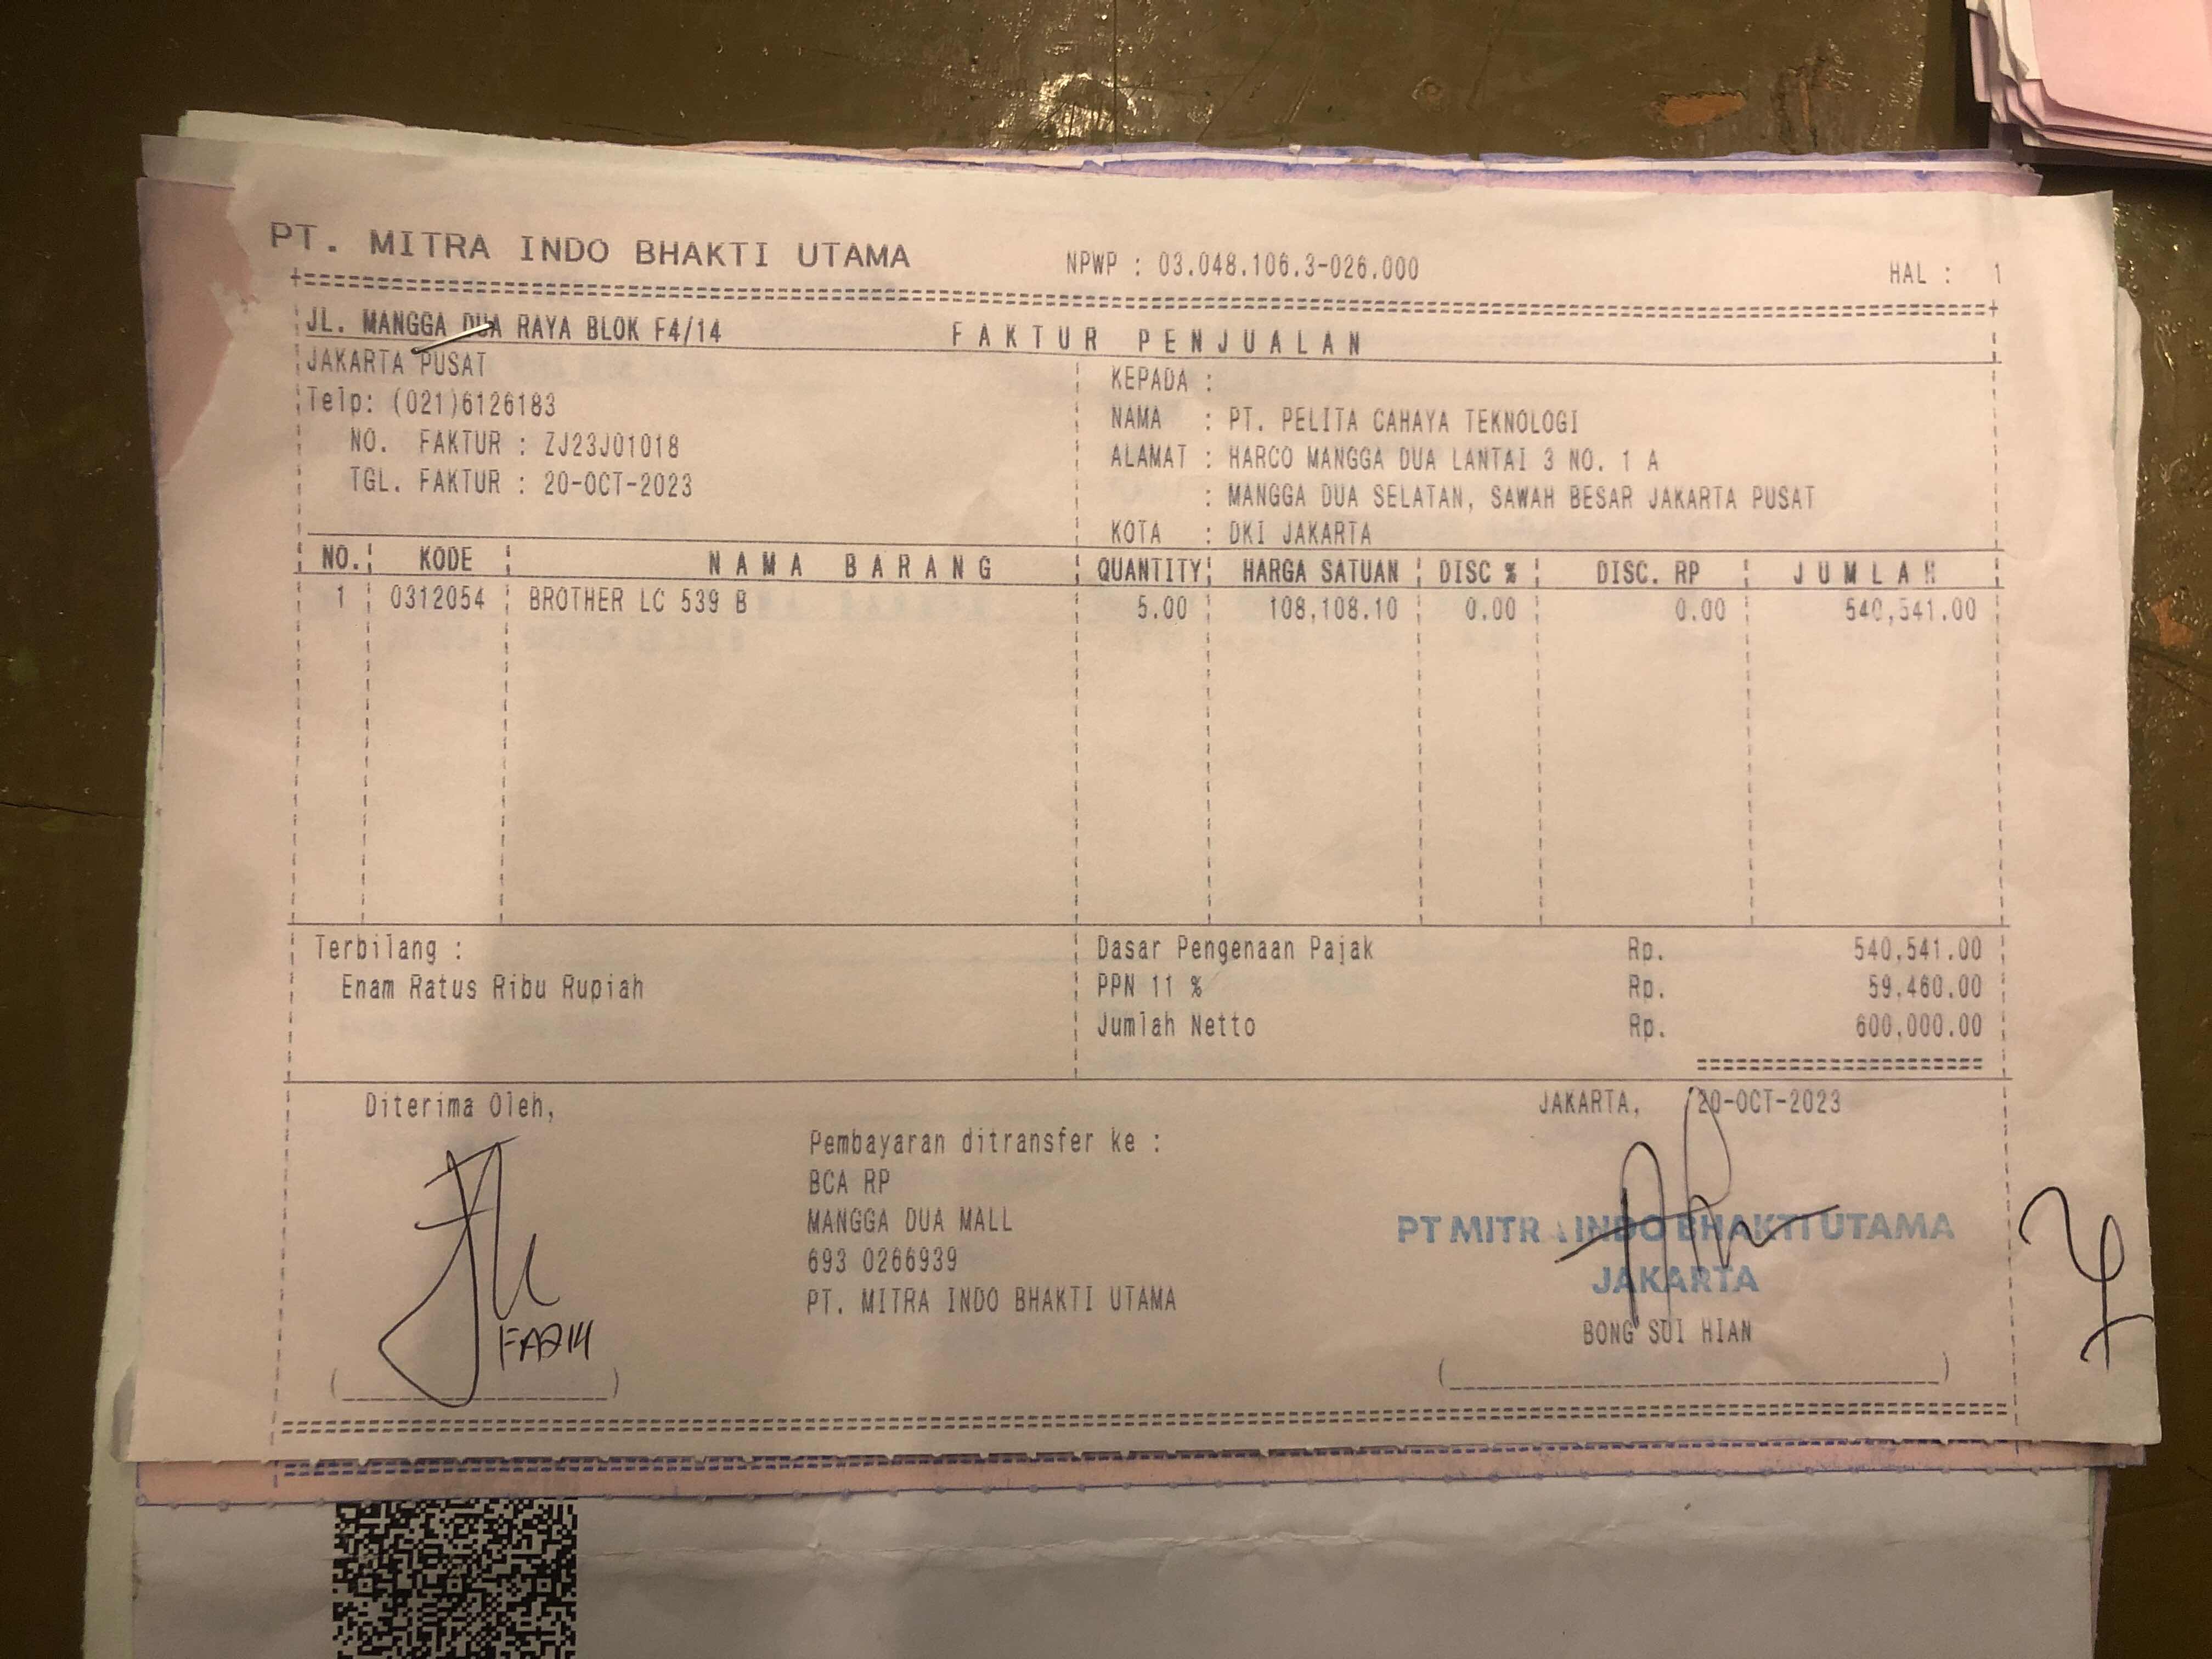 PT. MITRA INDO BHAKTI UTAMA NPWP : 03.048.106.3-026.000 HAL : 1
JL. MANGGA DUA RAYA BLOK F4/14 FAKTUR PENJUALAN
JAKARTA PUSAT
Telp: (021)6126183
NO. FAKTUR : ZJ23J01018
TGL. FAKTUR : 20-OCT-2023
KEPADA :
NAMA : PT. PELITA CAHAYA TEKNOLOGI
ALAMAT : HARCO MANGGA DUA LANTAI 3 NO. 1 A
: MANGGA DUA SELATAN, SAWAH BESAR JAKARTA PUSAT
KOTA : DKI JAKARTA
NO. KODE NAMA BARANG QUANTITY HARGA SATUAN DISC % DISC. RP JUMLAH
1 0312054 BROTHER LC 539 B 5.00 108,108.10 0.00 0.00 540,541.00
Terbilang :
Enam Ratus Ribu Rupiah
Dasar Pengenaan Pajak Rp. 540,541.00
PPN 11 % Rp. 59,460.00
Jumlah Netto Rp. 600,000.00
Diterima Oleh,
Pembayaran ditransfer ke :
BCA RP
MANGGA DUA MALL
693 0266939
PT. MITRA INDO BHAKTI UTAMA
JAKARTA, 20-OCT-2023
PT MITRA INDO BHAKTI UTAMA
JAKARTA
BONG SUI HIAN